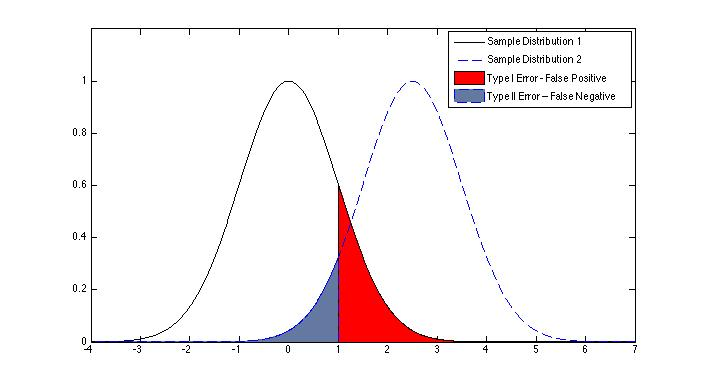 Sample Distribution 1
Sample Distribution 2
Type I Error - False Positive
Type II Error – False Negative
1
0.8
0.6
0.4
0.2
0
-4 -3 -2 -1 0 1 2 3 4 5 6 7